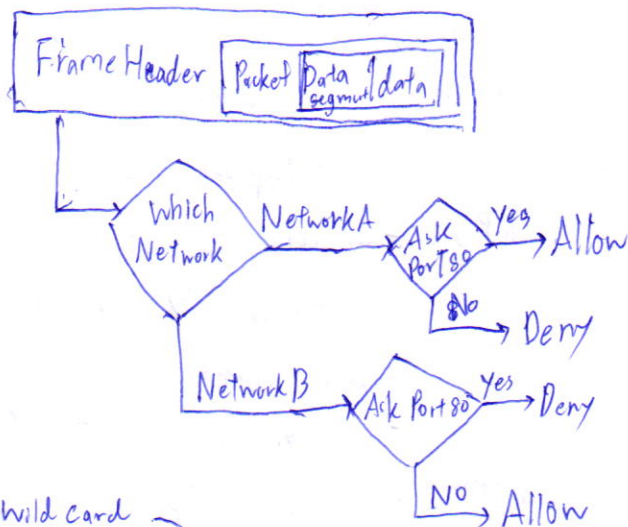 Frame Header Packet Data segment data
Which Network
Network A
Ask Port 80
Yes
Allow
No
Deny
Network B
Ask Port 80
Yes
Deny
No
Allow
Wild card